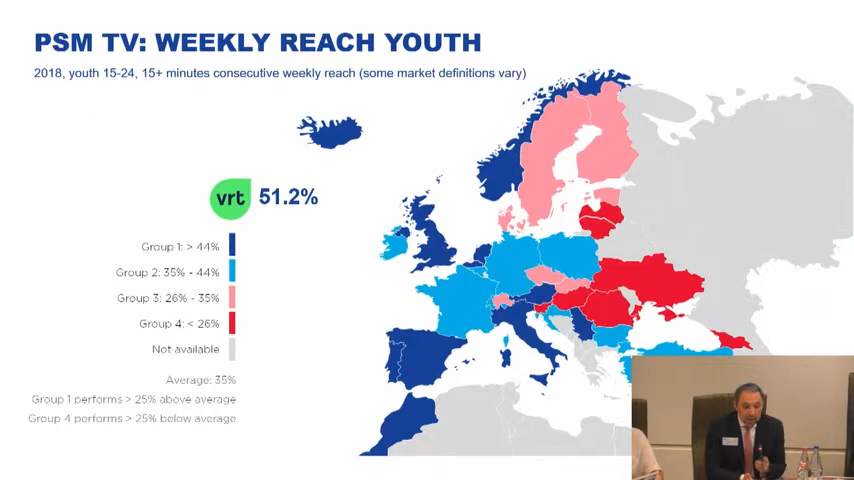 PSM TV: WEEKLY REACH YOUTH
2018, youth 15-24, 15+ minutes consecutive weekly reach (some market definitions vary)
vrt 51.2%
Group 1: > 44%
Group 2: 35% - 44%
Group 3: 26% - 35%
Group 4: < 26%
Not available
Average: 35%
Group 1 performs > 25% above average
Group 4 performs > 25% below average